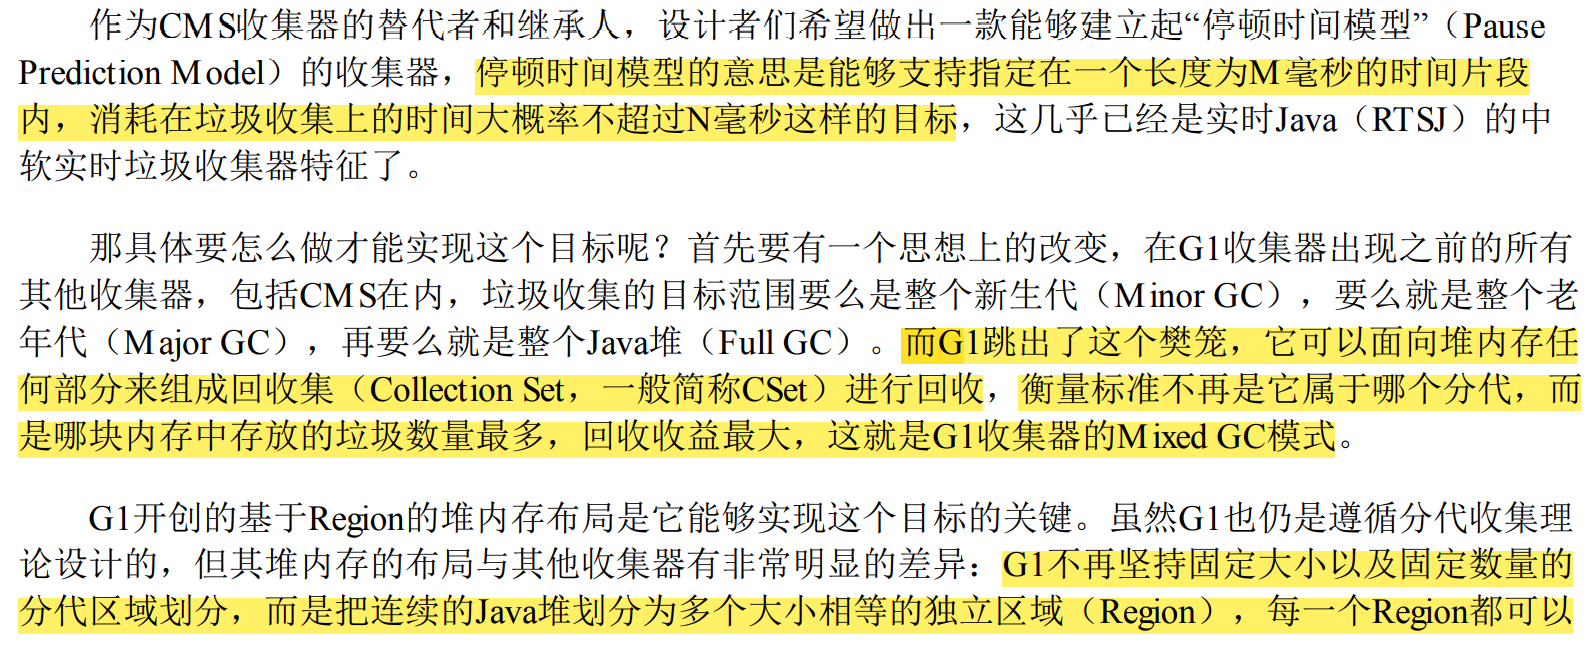 作为CMS收集器的替代者和继承人，设计者们希望做出一款能够建立起“停顿时间模型”（Pause
Prediction Model）的收集器，停顿时间模型的意思是能够支持指定在一个长度为M毫秒的时间片段
内，消耗在垃圾收集上的时间大概率不超过N毫秒这样的目标，这几乎已经是实时Java（RTSJ）的中
软实时垃圾收集器特征了。
那具体要怎么做才能实现这个目标呢？首先要有一个思想上的改变，在G1收集器出现之前的所有
其他收集器，包括CMS在内，垃圾收集的目标范围要么是整个新生代（Minor GC），要么就是整个老
年代（Major GC），再要么就是整个Java堆（Full GC）。而G1跳出了这个樊笼，它可以面向堆内存任
何部分来组成回收集（Collection Set，一般简称CSet）进行回收，衡量标准不再是它属于哪个分代，而
是哪块内存中存放的垃圾数量最多，回收收益最大，这就是G1收集器的Mixed GC模式。
G1开创的基于Region的堆内存布局是它能够实现这个目标的关键。虽然G1也仍是遵循分代收集理
论设计的，但其堆内存的布局与其他收集器有非常明显的差异：G1不再坚持固定大小以及固定数量的
分代区域划分，而是把连续的Java堆划分为多个大小相等的独立区域（Region），每一个Region都可以